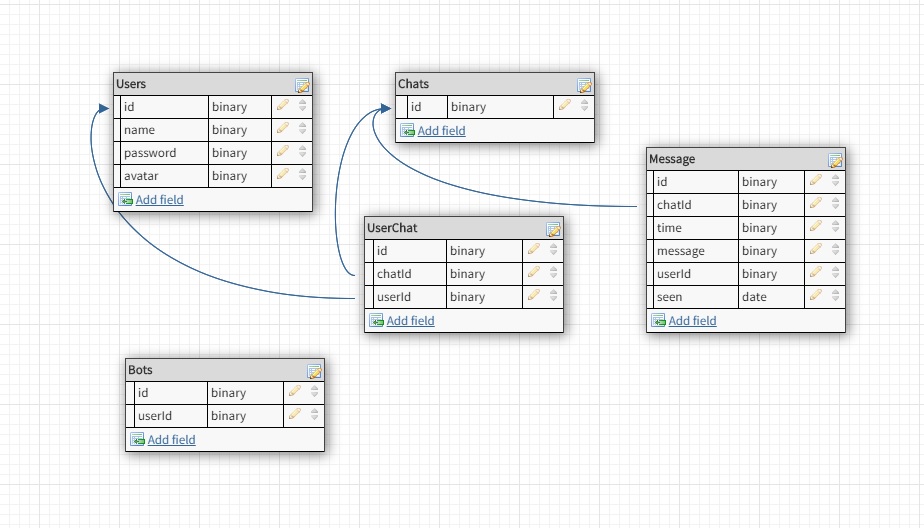 Users
id binary
name binary
password binary
avatar binary
Add field
Chats
id binary
Add field
Message
id binary
chatId binary
time binary
message binary
userId binary
seen date
Add field
UserChat
id binary
chatId binary
userId binary
Add field
Bots
id binary
userId binary
Add field